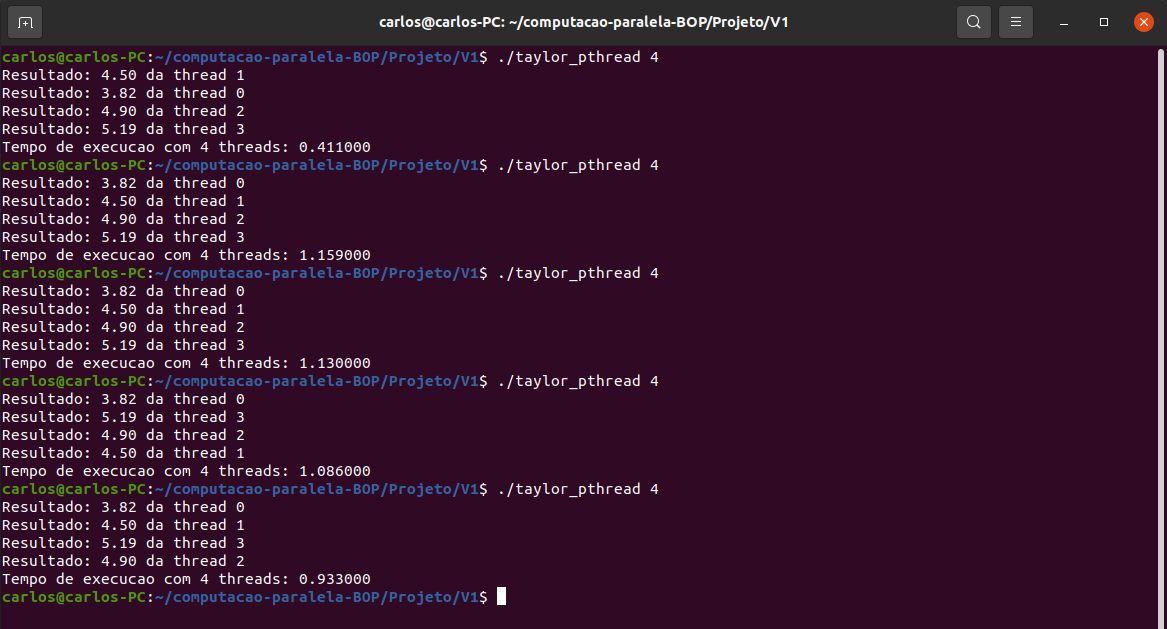 carlos@carlos-PC: ~/computacao-paralela-BOP/Projeto/V1
carlos@carlos-PC:~/computacao-paralela-BOP/Projeto/V1$ ./taylor_pthread 4
Resultado: 4.50 da thread 1
Resultado: 3.82 da thread 0
Resultado: 4.90 da thread 2
Resultado: 5.19 da thread 3
Tempo de execucao com 4 threads: 0.411000
carlos@carlos-PC:~/computacao-paralela-BOP/Projeto/V1$ ./taylor_pthread 4
Resultado: 3.82 da thread 0
Resultado: 4.50 da thread 1
Resultado: 4.90 da thread 2
Resultado: 5.19 da thread 3
Tempo de execucao com 4 threads: 1.159000
carlos@carlos-PC:~/computacao-paralela-BOP/Projeto/V1$ ./taylor_pthread 4
Resultado: 3.82 da thread 0
Resultado: 4.50 da thread 1
Resultado: 4.90 da thread 2
Resultado: 5.19 da thread 3
Tempo de execucao com 4 threads: 1.130000
carlos@carlos-PC:~/computacao-paralela-BOP/Projeto/V1$ ./taylor_pthread 4
Resultado: 3.82 da thread 0
Resultado: 5.19 da thread 3
Resultado: 4.90 da thread 2
Resultado: 4.50 da thread 1
Tempo de execucao com 4 threads: 1.086000
carlos@carlos-PC:~/computacao-paralela-BOP/Projeto/V1$ ./taylor_pthread 4
Resultado: 3.82 da thread 0
Resultado: 4.50 da thread 1
Resultado: 5.19 da thread 3
Resultado: 4.90 da thread 2
Tempo de execucao com 4 threads: 0.933000
carlos@carlos-PC:~/computacao-paralela-BOP/Projeto/V1$